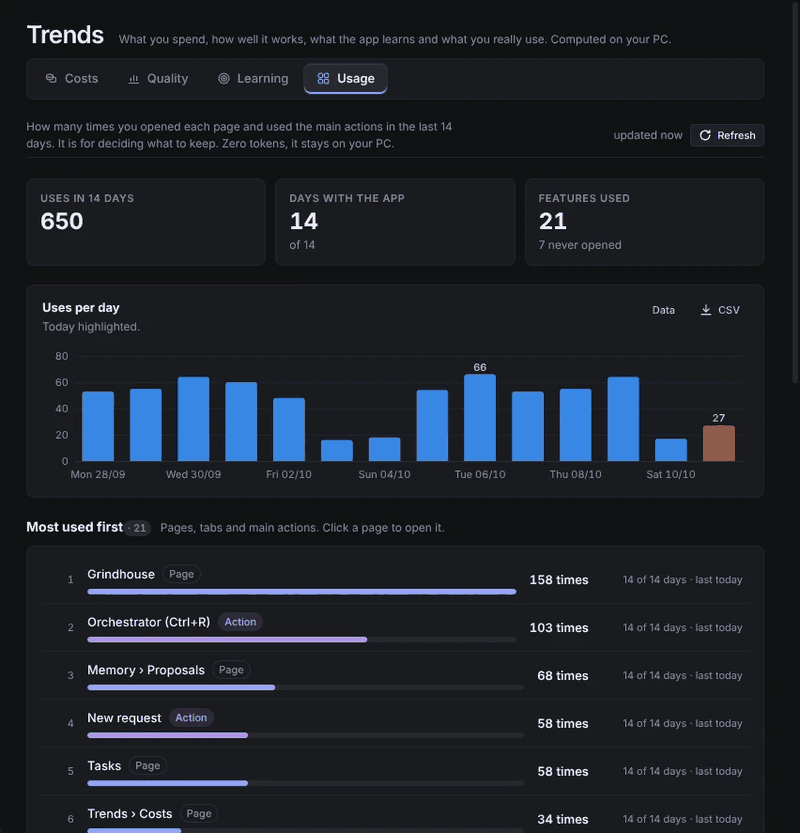 Trends What you spend, how well it works, what the app learns and what you really use. Computed on your PC.
Costs Quality Learning Usage
How many times you opened each page and used the main actions in the last 14
days. It is for deciding what to keep. Zero tokens, it stays on your PC.
updated now Refresh
USES IN 14 DAYS
650
DAYS WITH THE APP
14
of 14
FEATURES USED
21
7 never opened
Uses per day
Today highlighted.
Data CSV
80
60
40
20
0
66
27
Mon 28/09 Wed 30/09 Fri 02/10 Sun 04/10 Tue 06/10 Thu 08/10 Sat 10/10
Most used first · 21 Pages, tabs and main actions. Click a page to open it.
1 Grindhouse Page 158 times 14 of 14 days · last today
2 Orchestrator (Ctrl+R) Action 103 times 14 of 14 days · last today
3 Memory › Proposals Page 68 times 14 of 14 days · last today
4 New request Action 58 times 14 of 14 days · last today
5 Tasks Page 58 times 14 of 14 days · last today
6 Trends › Costs Page 34 times 14 of 14 days · last today